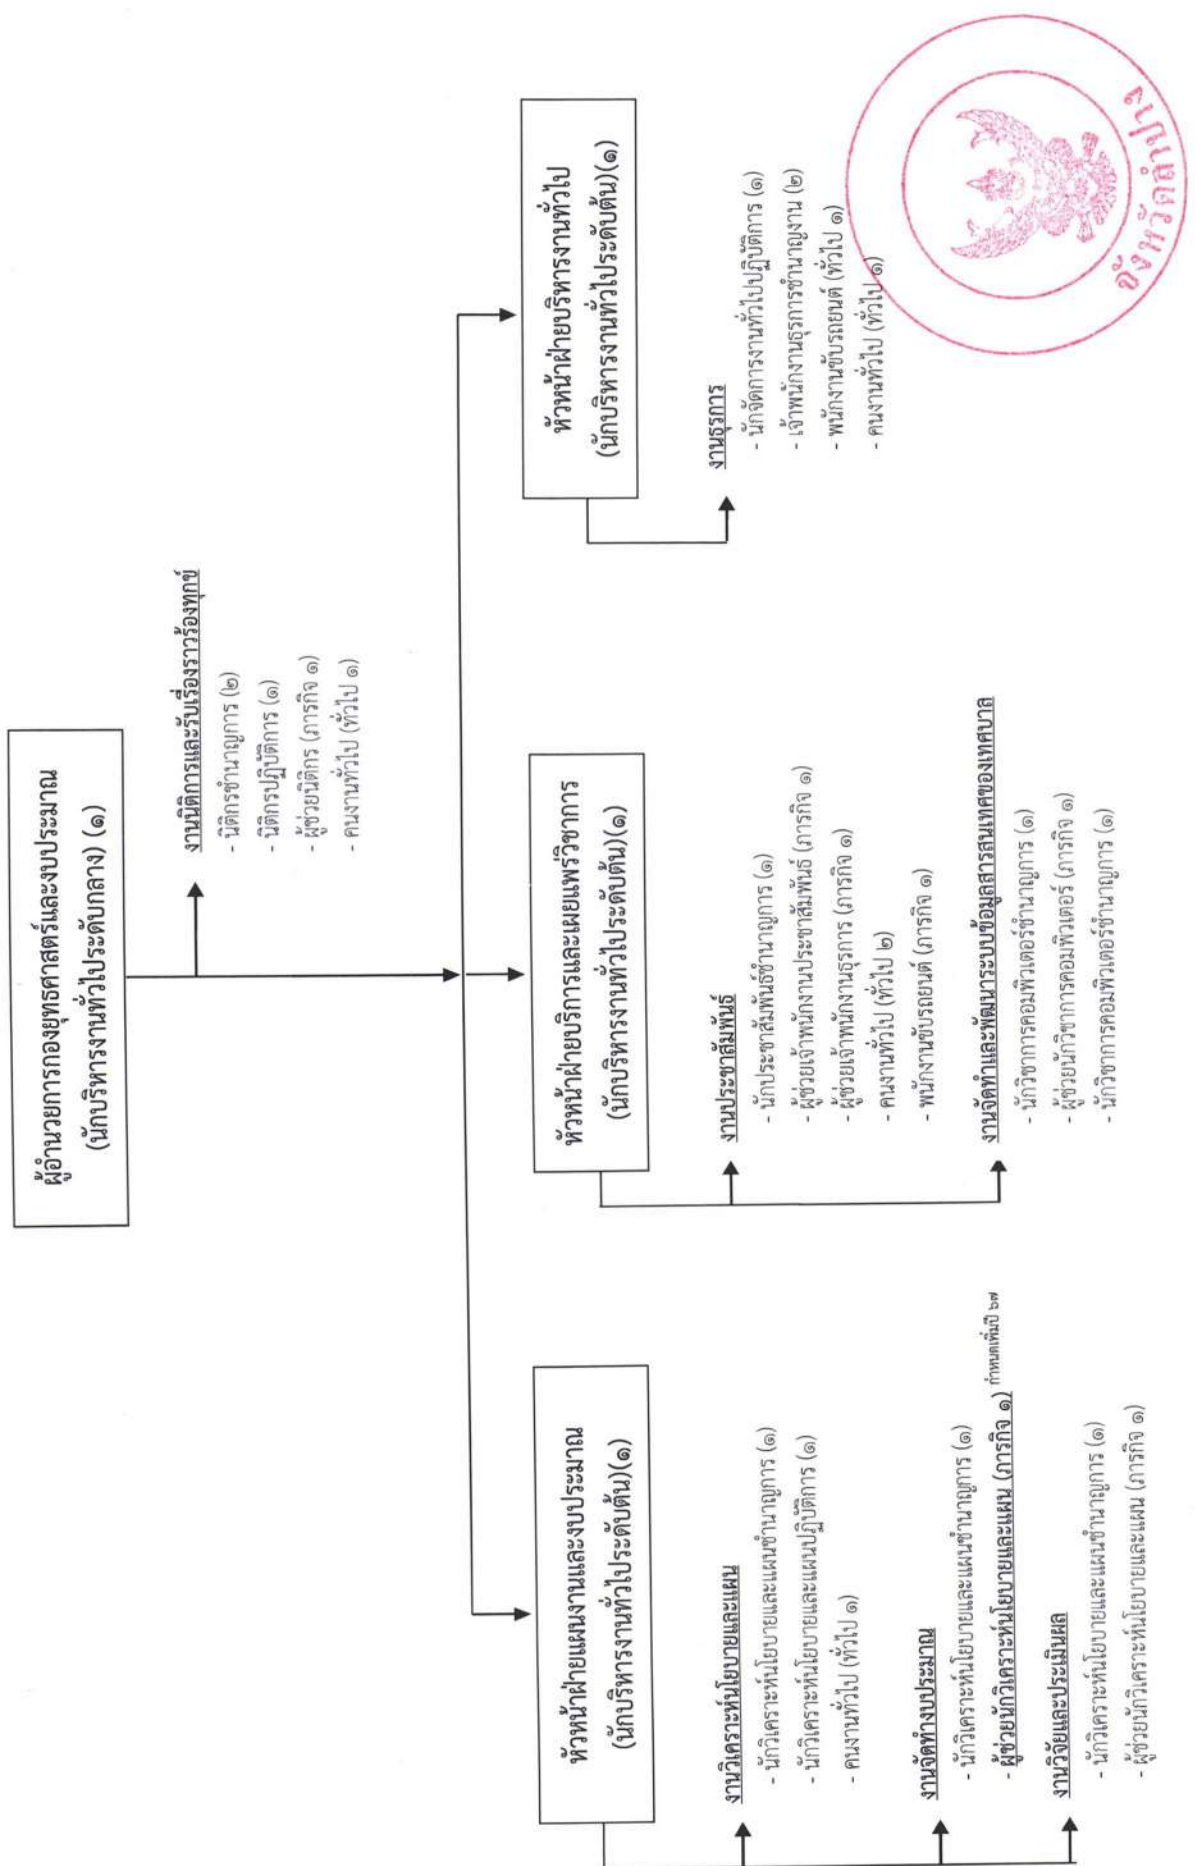 ผู้อำนวยการกองยุทธศาสตร์และงบประมาณ
(นักบริหารงานทั่วไประดับกลาง) (๑)
งานนิติการและรับเรื่องราวร้องทุกข์
- นิติกรชำนาญการ (๒)
- นิติกรปฏิบัติการ (๑)
- ผู้ช่วยนิติกร (ภารกิจ ๑)
- คนงานทั่วไป (ทั่วไป ๑)
หัวหน้าฝ่ายแผนงานและงบประมาณ
(นักบริหารงานทั่วไประดับต้น)(๑)
งานวิเคราะห์นโยบายและแผน
- นักวิเคราะห์นโยบายและแผนชำนาญการ (๑)
- นักวิเคราะห์นโยบายและแผนปฏิบัติการ (๑)
- คนงานทั่วไป (ทั่วไป ๑)
งานจัดทำงบประมาณ
- นักวิเคราะห์นโยบายและแผนชำนาญการ (๑)
- ผู้ช่วยนักวิเคราะห์นโยบายและแผน (ภารกิจ ๑) กำหนดเพิ่มปี ๖๗
งานวิจัยและประเมินผล
- นักวิเคราะห์นโยบายและแผนชำนาญการ (๑)
- ผู้ช่วยนักวิเคราะห์นโยบายและแผน (ภารกิจ ๑)
หัวหน้าฝ่ายบริการและเผยแพร่วิชาการ
(นักบริหารงานทั่วไประดับต้น)(๑)
งานประชาสัมพันธ์
- นักประชาสัมพันธ์ชำนาญการ (๑)
- ผู้ช่วยเจ้าพนักงานประชาสัมพันธ์ (ภารกิจ ๑)
- ผู้ช่วยเจ้าพนักงานธุรการ (ภารกิจ ๑)
- คนงานทั่วไป (ทั่วไป ๒)
- พนักงานขับรถยนต์ (ภารกิจ ๑)
งานจัดทำและพัฒนาระบบข้อมูลสารสนเทศของเทศบาล
- นักวิชาการคอมพิวเตอร์ชำนาญการ (๑)
- ผู้ช่วยนักวิชาการคอมพิวเตอร์ (ภารกิจ ๑)
- นักวิชาการคอมพิวเตอร์ชำนาญการ (๑)
หัวหน้าฝ่ายบริหารงานทั่วไป
(นักบริหารงานทั่วไประดับต้น)(๑)
งานธุรการ
- นักจัดการงานทั่วไปปฏิบัติการ (๑)
- เจ้าพนักงานธุรการชำนาญงาน (๒)
- พนักงานขับรถยนต์ (ทั่วไป ๑)
- คนงานทั่วไป (ทั่วไป ๑)
จังหวัดลำปาง